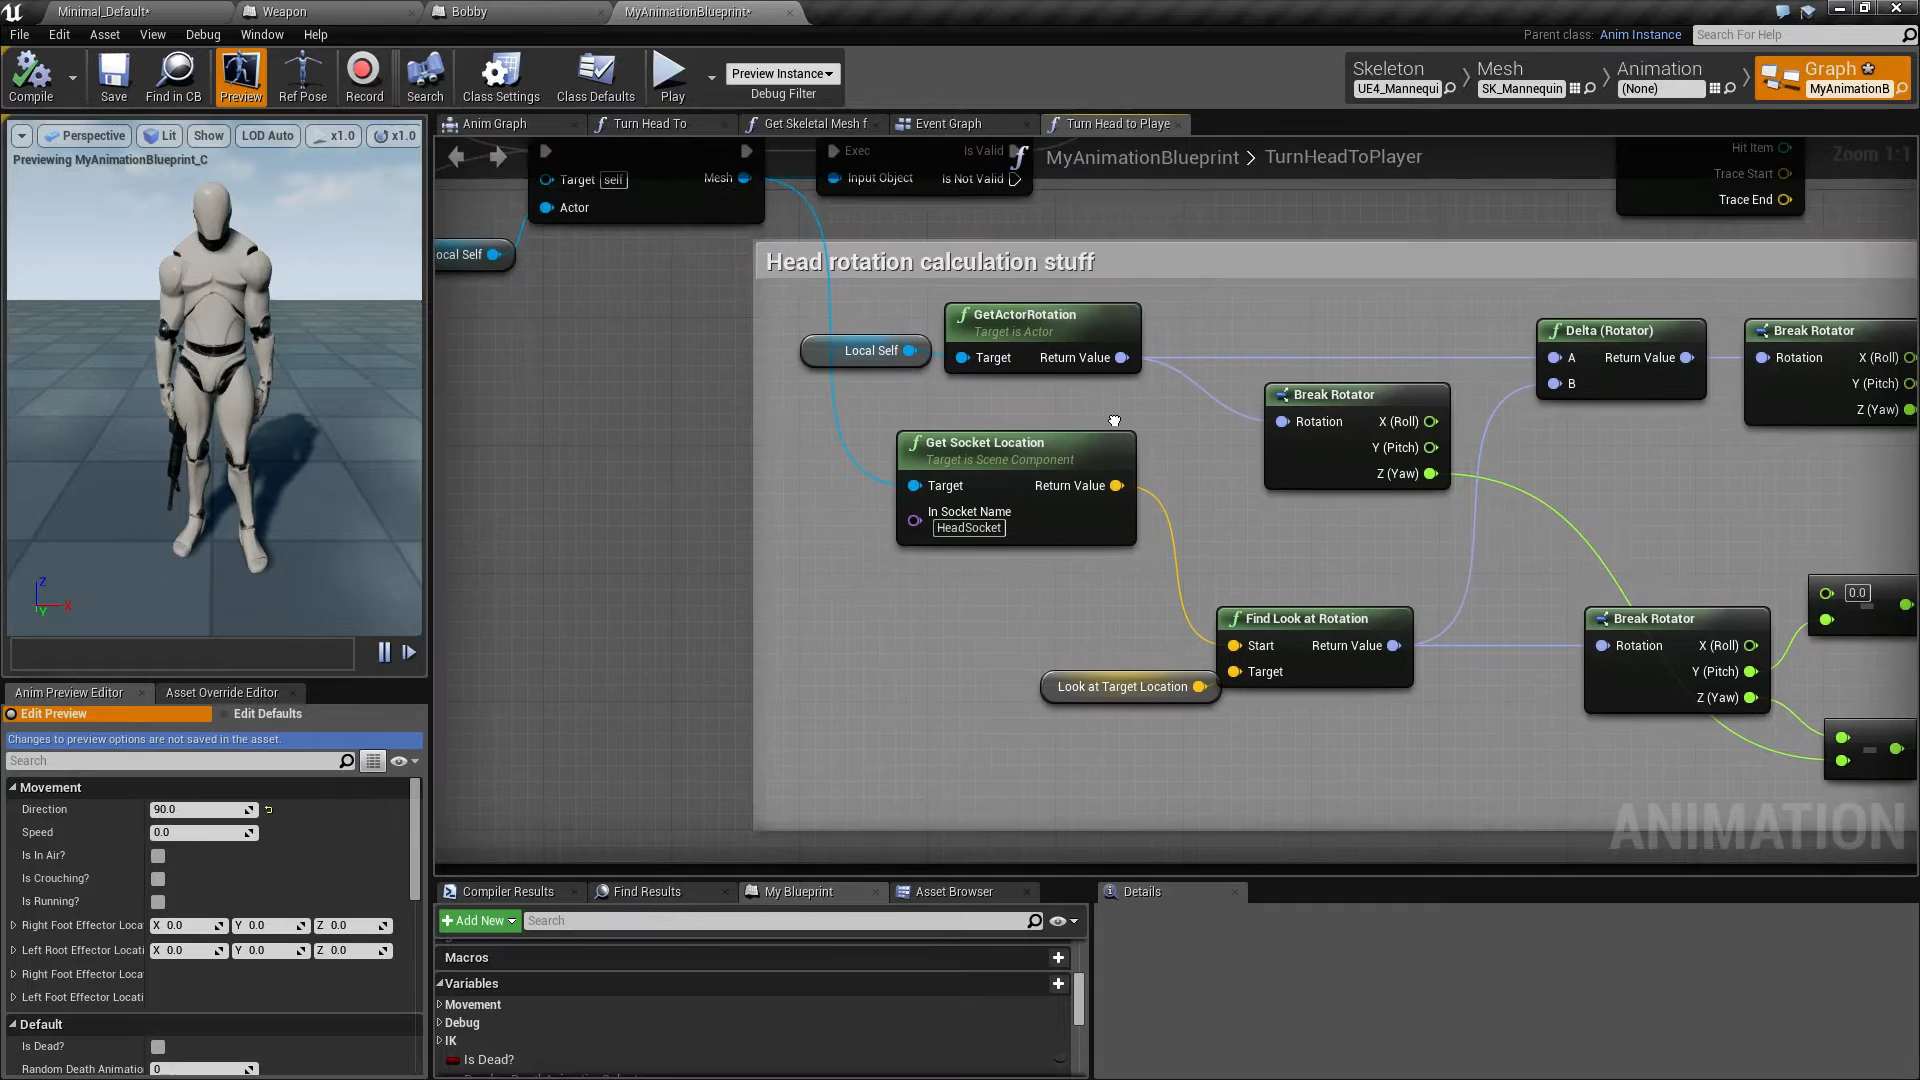 Minimal_Default*
Weapon
Bobby
MyAnimationBlueprint*
File Edit Asset View Debug Window Help
Parent class: Anim Instance
Search For Help
Compile
Save
Find in CB
Preview
Ref Pose
Record
Search
Class Settings
Class Defaults
Play
Preview Instance
Debug Filter
Skeleton
UE4_Mannequi
Mesh
SK_Mannequin
Animation
(None)
Graph
MyAnimationB
Perspective Lit Show LOD Auto x1.0 x1.0
Previewing MyAnimationBlueprint_C
Z
X
Y
Anim Graph
Turn Head To
Get Skeletal Mesh f
Event Graph
Turn Head to Playe
MyAnimationBlueprint > TurnHeadToPlayer
Zoom 1:1
Target self
Mesh
Actor
Exec
Is Valid
Input Object
Is Not Valid
Hit Item
Trace Start
Trace End
ocal Self
Head rotation calculation stuff
Local Self
GetActorRotation
Target is Actor
Target Return Value
Get Socket Location
Target is Scene Component
Target Return Value
In Socket Name
HeadSocket
Break Rotator
Rotation X (Roll)
Y (Pitch)
Z (Yaw)
Delta (Rotator)
A Return Value
B
Break Rotator
Rotation X (Roll)
Y (Pitch)
Z (Yaw)
Find Look at Rotation
Start Return Value
Target
Look at Target Location
Break Rotator
Rotation X (Roll)
Y (Pitch)
Z (Yaw)
0.0
ANIMATION
Anim Preview Editor
Asset Override Editor
Edit Preview
Edit Defaults
Changes to preview options are not saved in the asset.
Search
Movement
Direction 90.0
Speed 0.0
Is In Air?
Is Crouching?
Is Running?
Right Foot Effector Loca X 0.0 Y 0.0 Z 0.0
Left Root Effector Locati X 0.0 Y 0.0 Z 0.0
Right Foot Effector Loca
Left Foot Effector Locati
Default
Is Dead?
Random Death Animatio 0
Compiler Results
Find Results
My Blueprint
Asset Browser
Details
+ Add New
Search
Macros
Variables
Movement
Debug
IK
Is Dead?